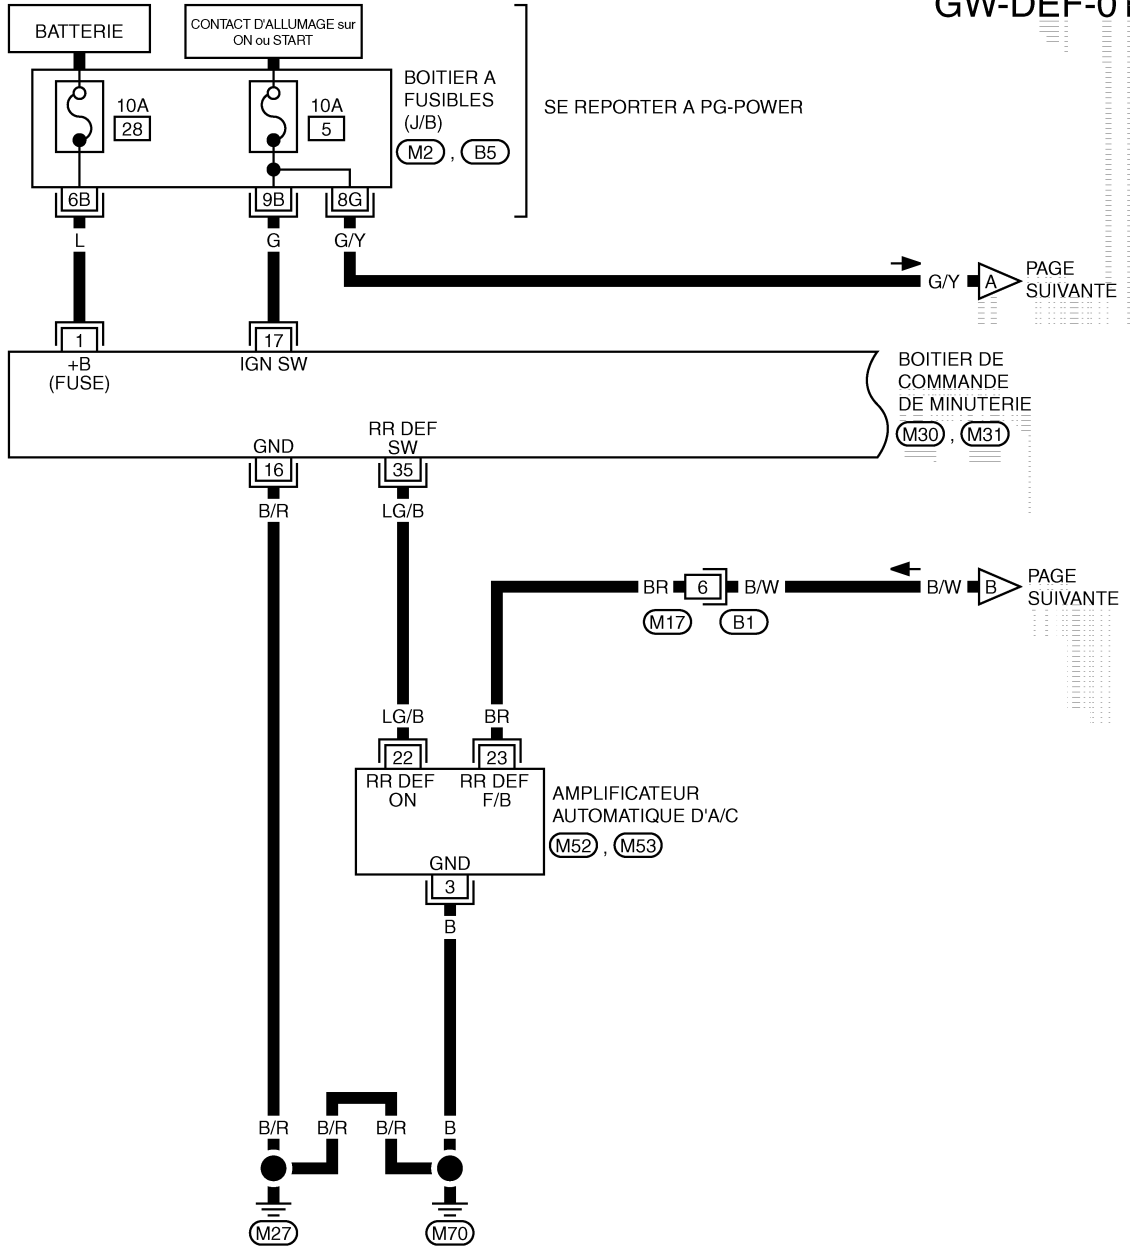 GW-DEF-01
BATTERIE
CONTACT D'ALLUMAGE sur
ON ou START
10A
28
10A
5
BOITIER A
FUSIBLES
(J/B)
M2 , B5
SE REPORTER A PG-POWER
6B
9B
8G
L
G
G/Y
G/Y
A
PAGE
SUIVANTE
1
17
+B
(FUSE)
IGN SW
BOITIER DE
COMMANDE
DE MINUTERIE
M30 , M31
GND
RR DEF
SW
16
35
B/R
LG/B
BR
6
B/W
B/W
B
PAGE
SUIVANTE
M17
B1
LG/B
BR
22
23
RR DEF
ON
RR DEF
F/B
AMPLIFICATEUR
AUTOMATIQUE D'A/C
M52 , M53
GND
3
B
B/R
B/R
B/R
B
M27
M70